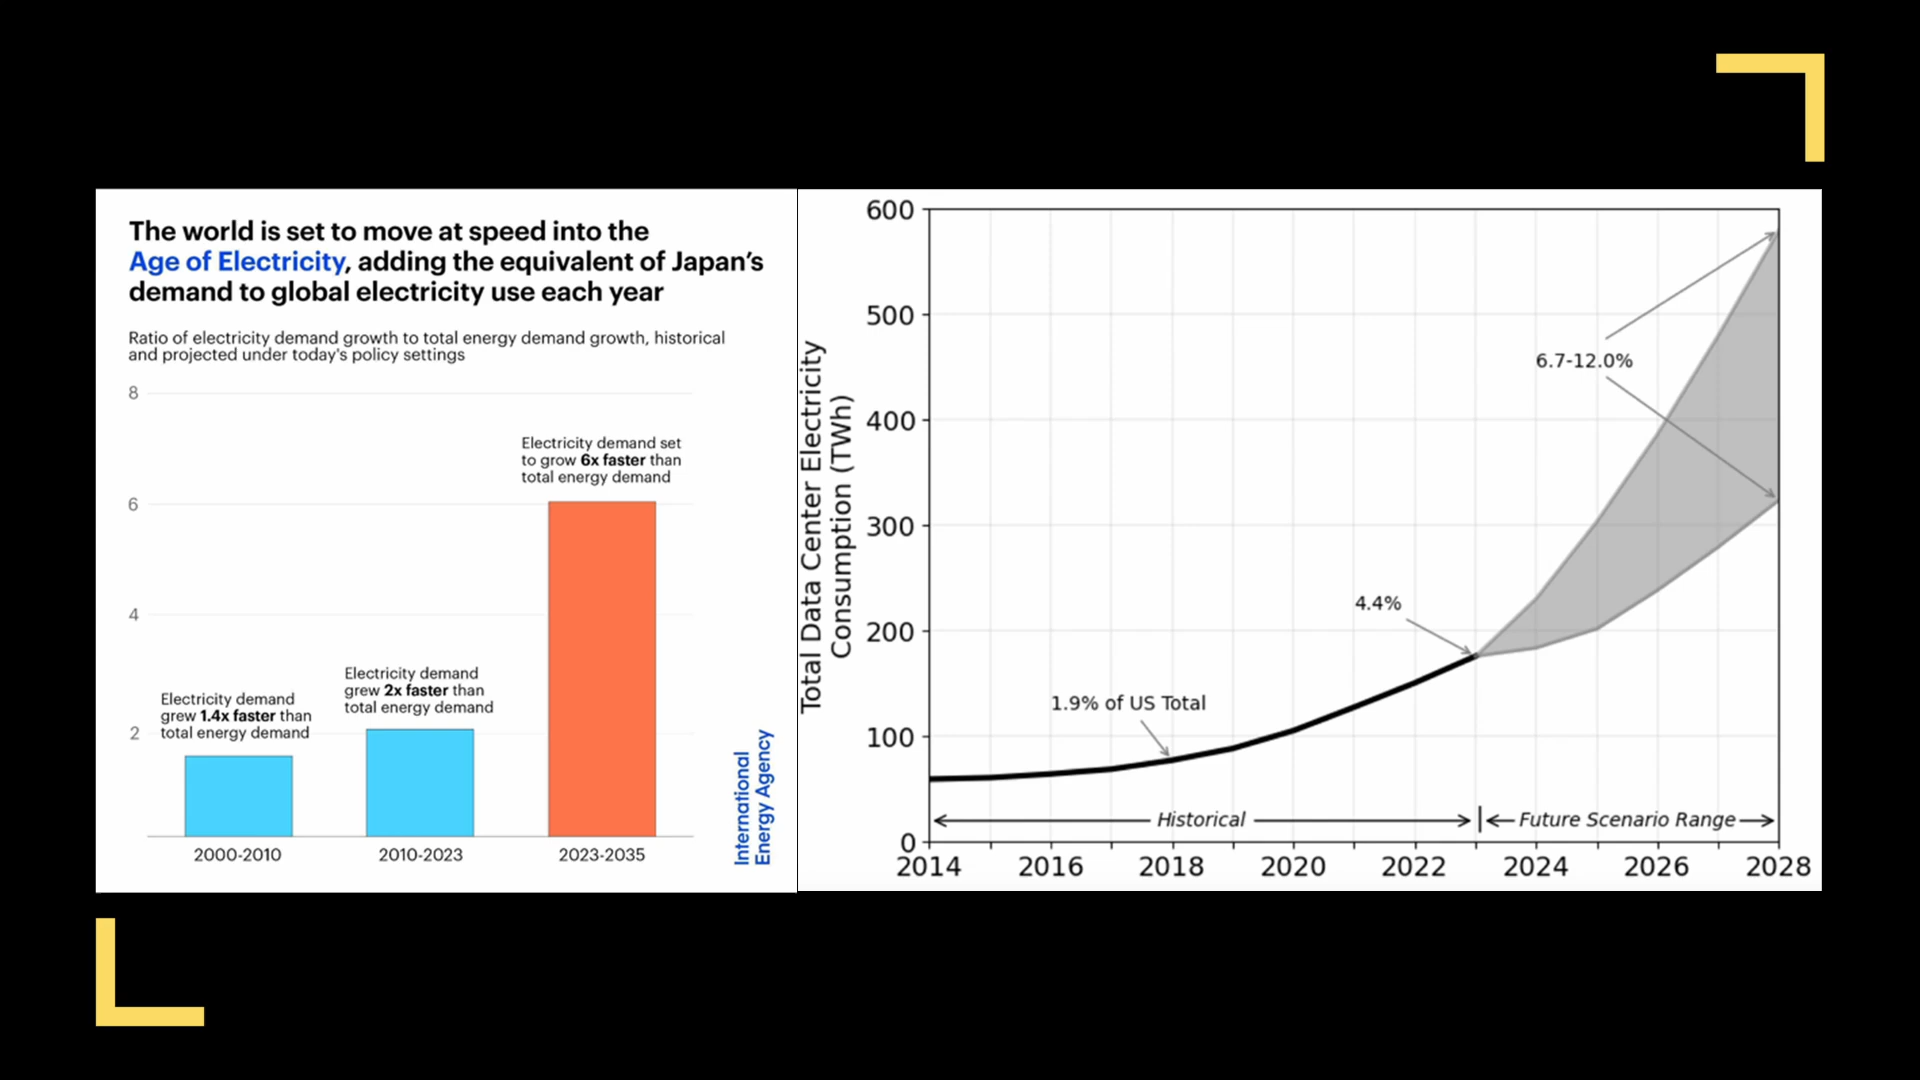 The world is set to move at speed into the
Age of Electricity, adding the equivalent of Japan's
demand to global electricity use each year
Ratio of electricity demand growth to total energy demand growth, historical
and projected under today's policy settings
8
6
4
2
Electricity demand
grew 1.4x faster than
total energy demand
Electricity demand
grew 2x faster than
total energy demand
Electricity demand set
to grow 6x faster than
total energy demand
2000-2010
2010-2023
2023-2035
International
Energy Agency
Total Data Center Electricity
Consumption (TWh)
600
500
400
300
200
100
0
1.9% of US Total
4.4%
6.7-12.0%
Historical
Future Scenario Range
2014
2016
2018
2020
2022
2024
2026
2028